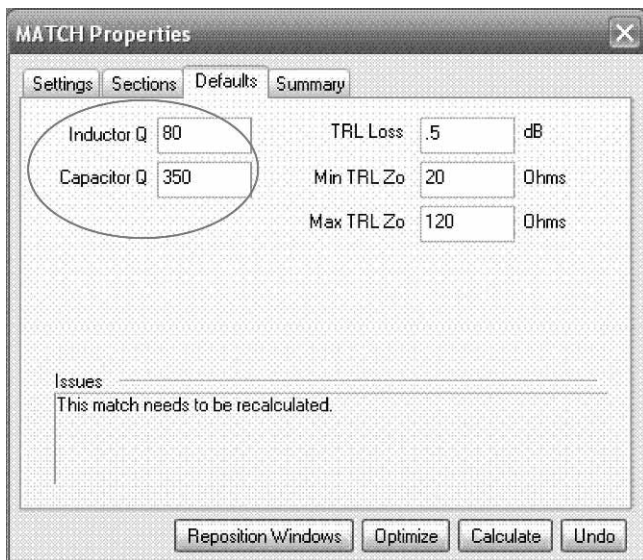 MATCH Properties
Settings Sections Defaults Summary
Inductor Q 80 TRL Loss .5 dB
Capacitor Q 350 Min TRL Zo 20 Ohms
Max TRL Zo 120 Ohms
Issues
This match needs to be recalculated.
Reposition Windows Optimize Calculate Undo